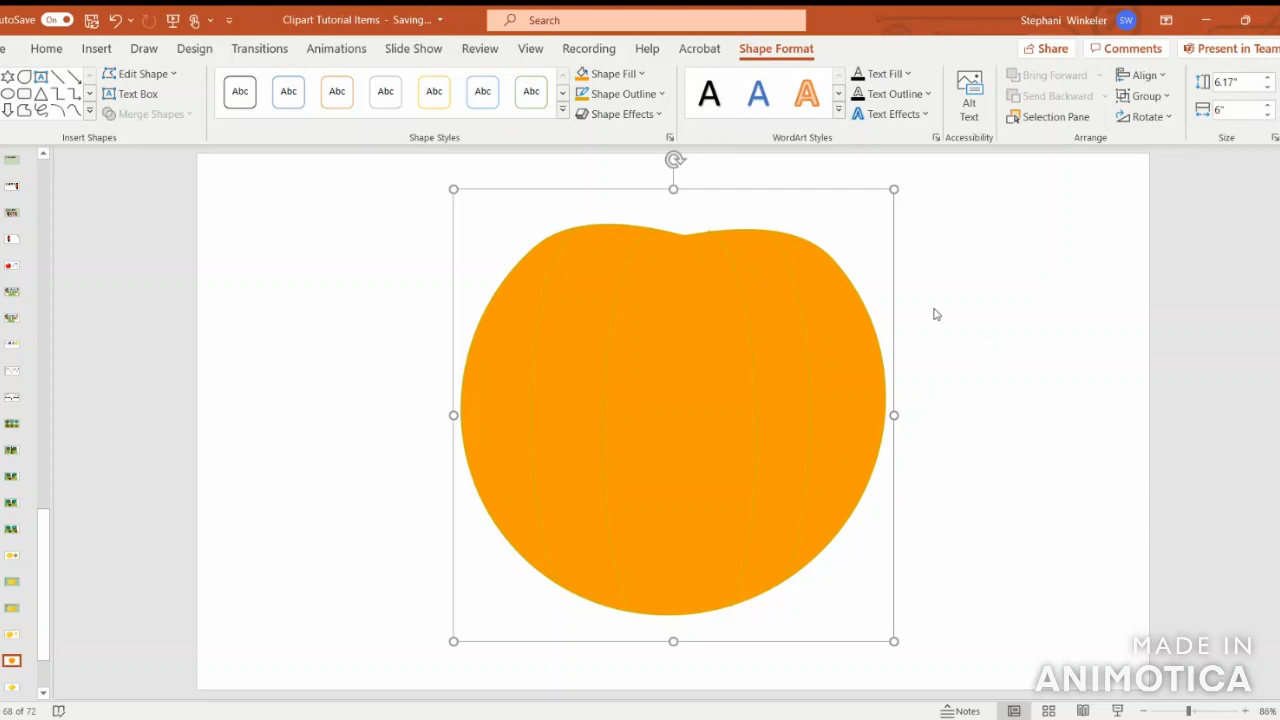 utoSave On Clipart Tutorial Items - Saving... Search Stephani Winkeler SW
e Home Insert Draw Design Transitions Animations Slide Show Review View Recording Help Acrobat Shape Format Share Comments Present in Team
Edit Shape
Text Box
Merge Shapes
Insert Shapes
Abc Abc Abc Abc Abc Abc Abc
Shape Fill
Shape Outline
Shape Effects
Shape Styles
A A A
Text Fill
Text Outline
Text Effects
WordArt Styles
Alt
Text
Accessibility
Bring Forward
Send Backward
Selection Pane
Align
Group
Rotate
Arrange
6.17"
6"
Size
MADE IN
ANIMOTICA
68 of 72 Notes 86%